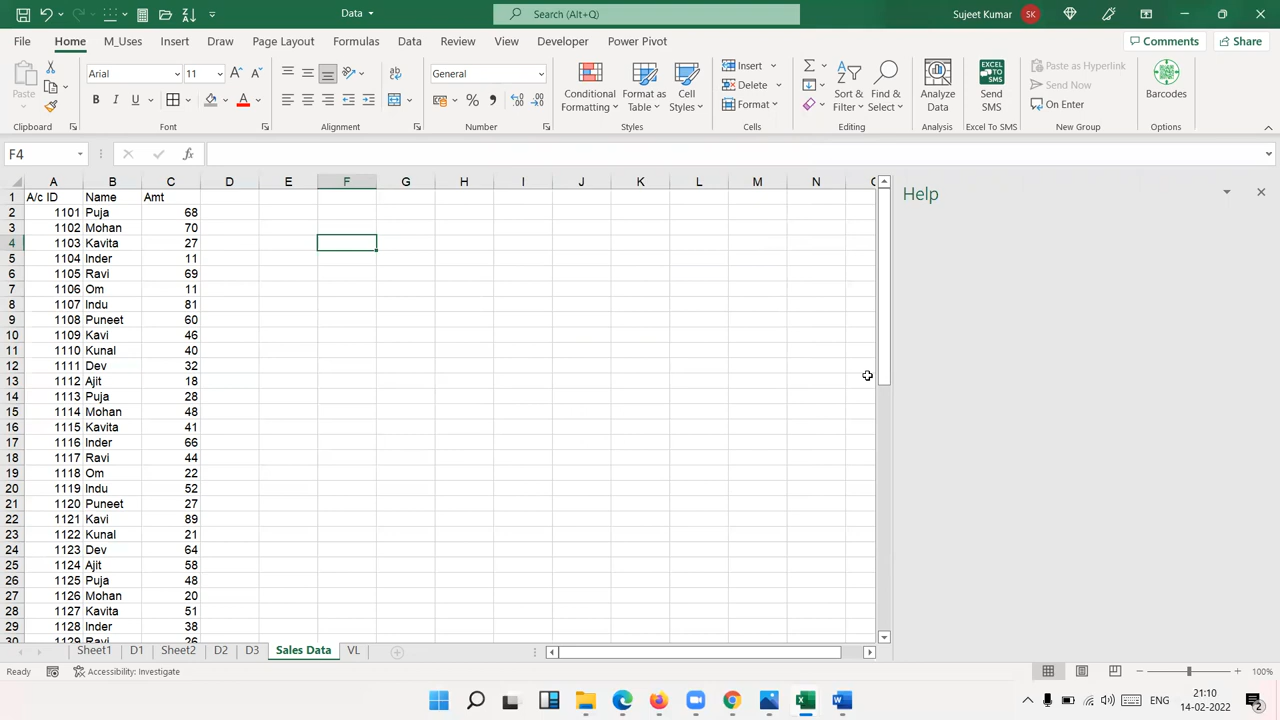 Data
Search (Alt+Q)
Sujeet Kumar
SK
File Home M_Uses Insert Draw Page Layout Formulas Data Review View Developer Help Power Pivot
Comments Share
Paste
Arial 11
B I U
General
Conditional Formatting
Format as Table
Cell Styles
Insert
Delete
Format
Sort & Filter
Find & Select
Analyze Data
Send SMS
EXCEL TO SMS
Paste as Hyperlink
Send Now
On Enter
Barcodes
Clipboard Font Alignment Number Styles Cells Editing Analysis Excel To SMS New Group Options
F4 fx
A B C D E F G H I J K L M N
1 A/c ID Name Amt
2 1101 Puja 68
3 1102 Mohan 70
4 1103 Kavita 27
5 1104 Inder 11
6 1105 Ravi 69
7 1106 Om 11
8 1107 Indu 81
9 1108 Puneet 60
10 1109 Kavi 46
11 1110 Kunal 40
12 1111 Dev 32
13 1112 Ajit 18
14 1113 Puja 28
15 1114 Mohan 48
16 1115 Kavita 41
17 1116 Inder 66
18 1117 Ravi 44
19 1118 Om 22
20 1119 Indu 52
21 1120 Puneet 27
22 1121 Kavi 89
23 1122 Kunal 21
24 1123 Dev 64
25 1124 Ajit 58
26 1125 Puja 48
27 1126 Mohan 20
28 1127 Kavita 51
29 1128 Inder 38
30 1129 Ravi 26
Help
Sheet1 D1 Sheet2 D2 D3 Sales Data VL
Ready Accessibility: Investigate 100%
ENG
21:10
14-02-2022
2